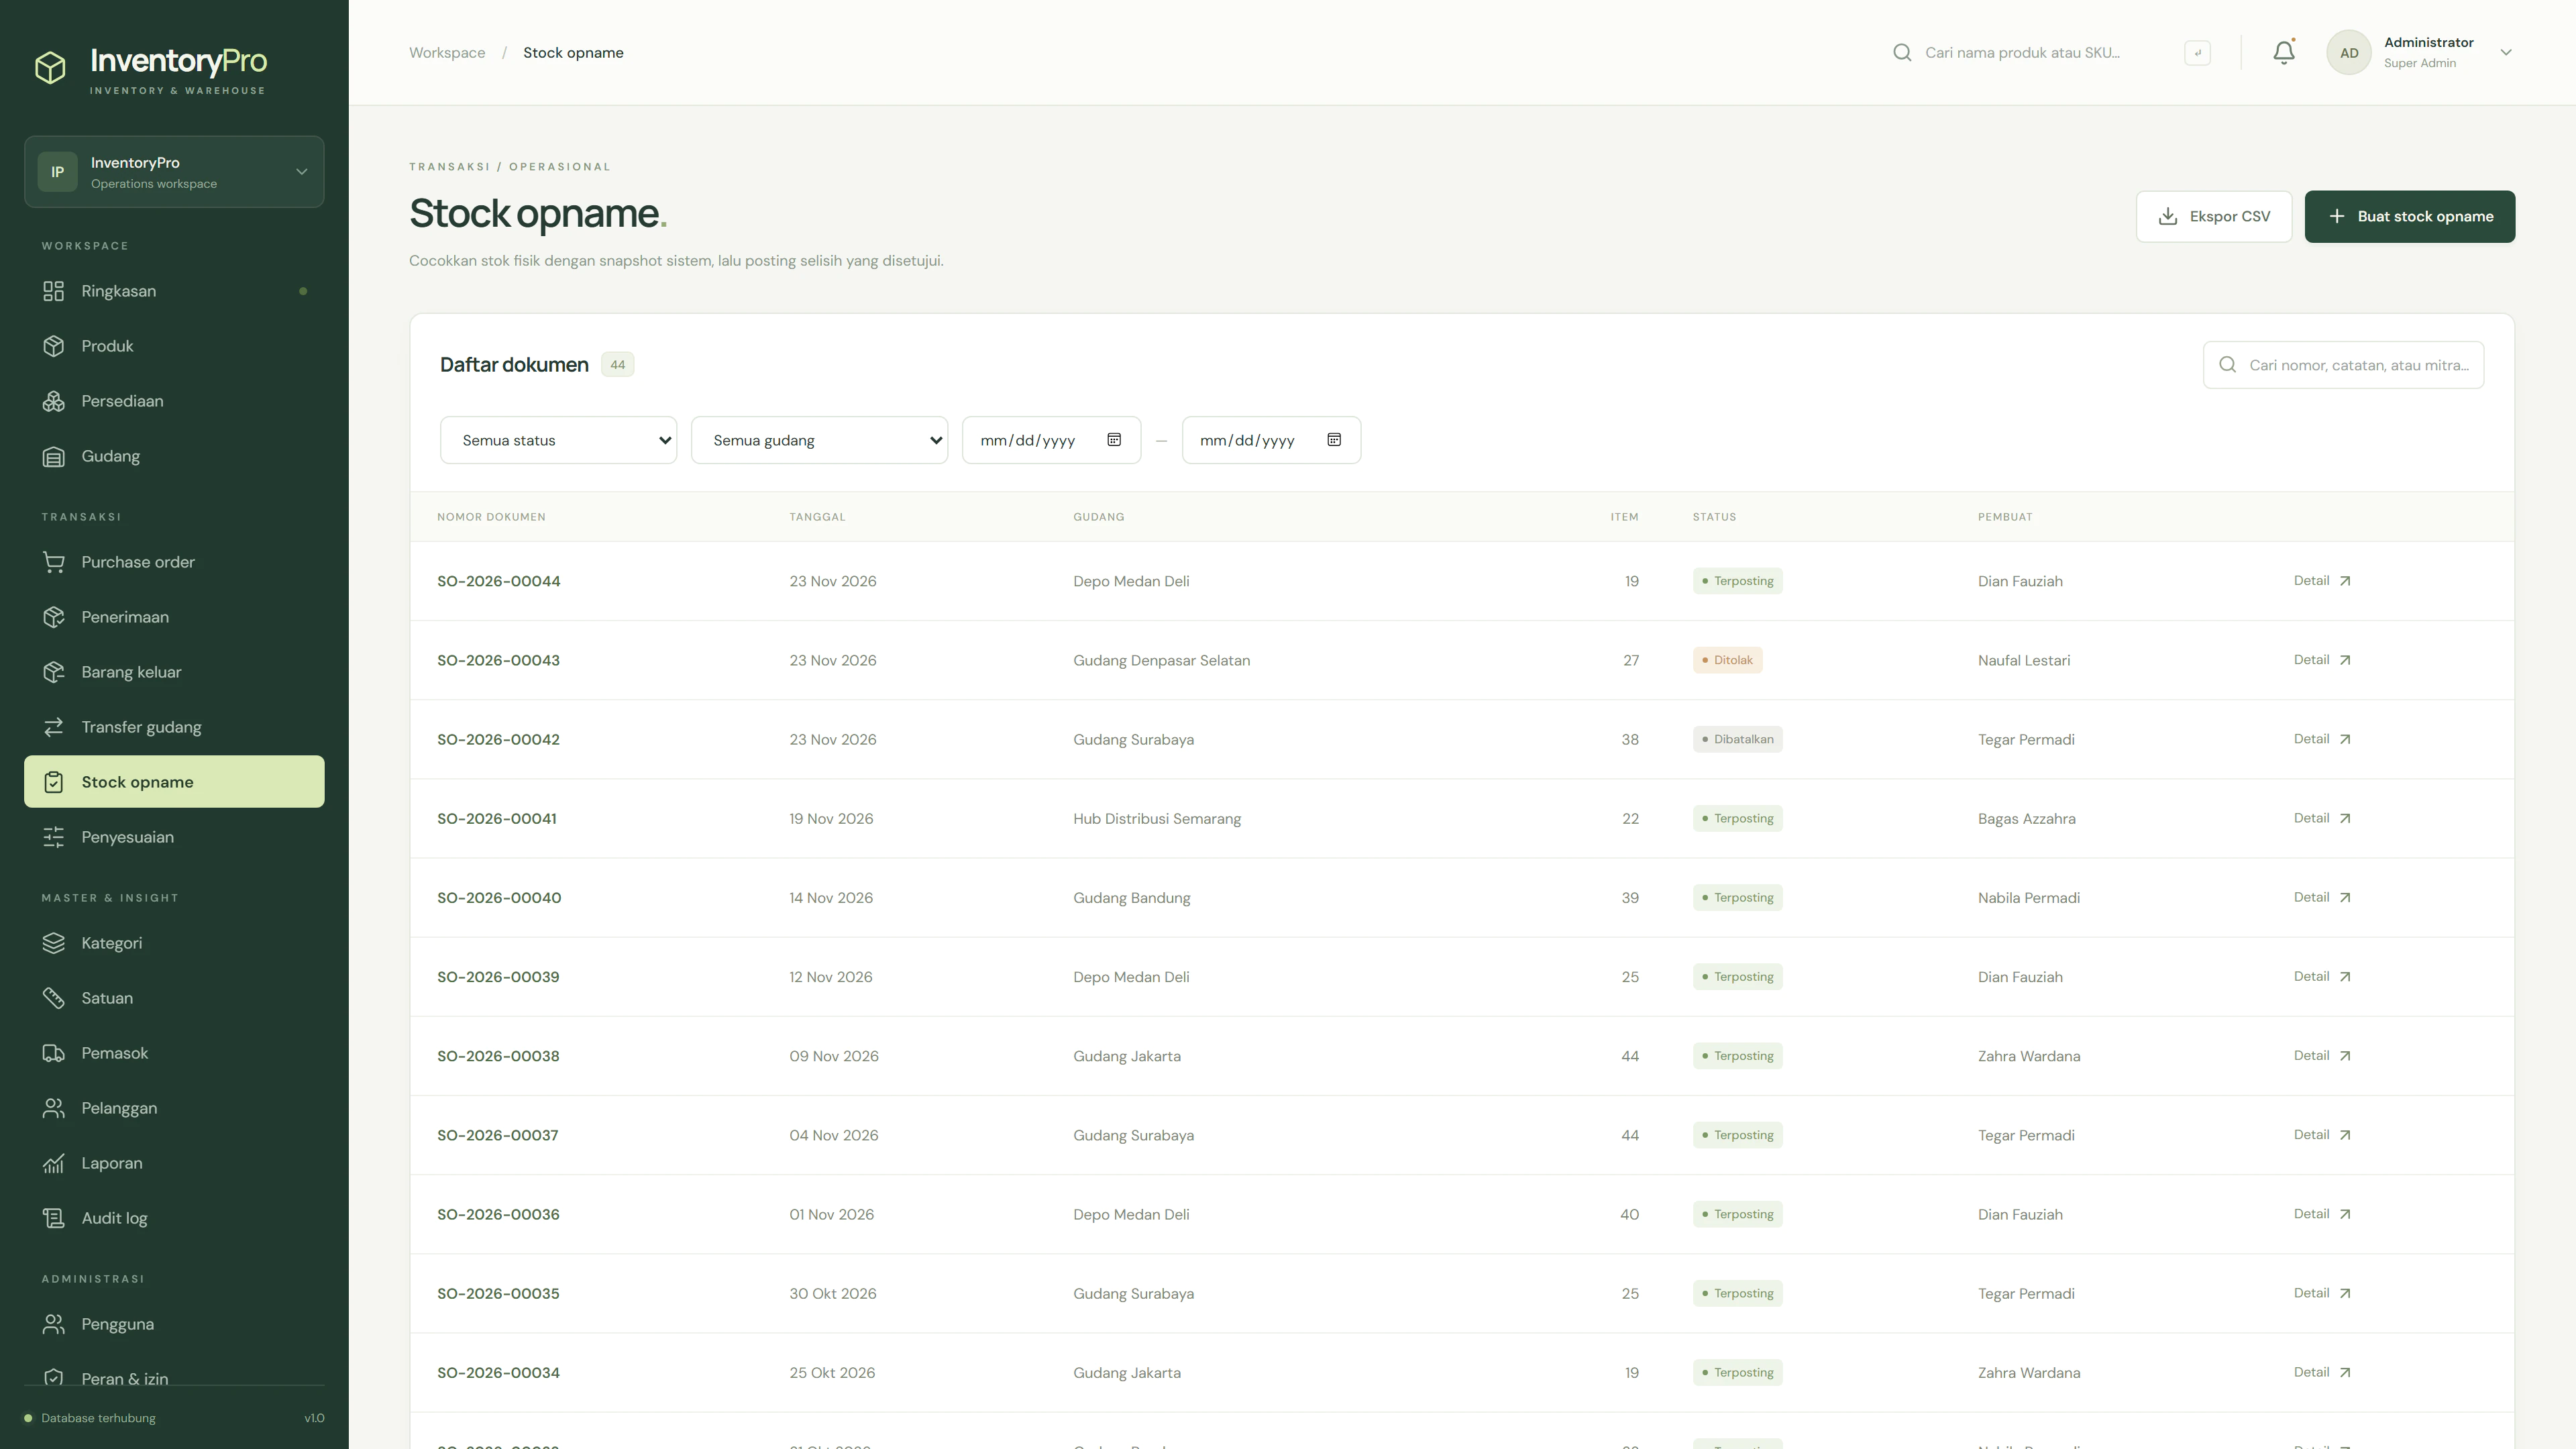 InventoryPro
INVENTORY & WAREHOUSE
IP
InventoryPro
Operations workspace
WORKSPACE
Ringkasan
Produk
Persediaan
Gudang
TRANSAKSI
Purchase order
Penerimaan
Barang keluar
Transfer gudang
Stock opname
Penyesuaian
MASTER & INSIGHT
Kategori
Satuan
Pemasok
Pelanggan
Laporan
Audit log
ADMINISTRASI
Pengguna
Peran & izin
Database terhubung v1.0
Workspace / Stock opname
Cari nama produk atau SKU...
AD
Administrator
Super Admin
TRANSAKSI / OPERASIONAL
Stock opname.
Cocokkan stok fisik dengan snapshot sistem, lalu posting selisih yang disetujui.
Ekspor CSV
Buat stock opname
Daftar dokumen 44
Cari nomor, catatan, atau mitra...
Semua status Semua gudang mm/dd/yyyy — mm/dd/yyyy
NOMOR DOKUMEN TANGGAL GUDANG ITEM STATUS PEMBUAT
SO-2026-00044 23 Nov 2026 Depo Medan Deli 19 Terposting Dian Fauziah Detail
SO-2026-00043 23 Nov 2026 Gudang Denpasar Selatan 27 Ditolak Naufal Lestari Detail
SO-2026-00042 23 Nov 2026 Gudang Surabaya 38 Dibatalkan Tegar Permadi Detail
SO-2026-00041 19 Nov 2026 Hub Distribusi Semarang 22 Terposting Bagas Azzahra Detail
SO-2026-00040 14 Nov 2026 Gudang Bandung 39 Terposting Nabila Permadi Detail
SO-2026-00039 12 Nov 2026 Depo Medan Deli 25 Terposting Dian Fauziah Detail
SO-2026-00038 09 Nov 2026 Gudang Jakarta 44 Terposting Zahra Wardana Detail
SO-2026-00037 04 Nov 2026 Gudang Surabaya 44 Terposting Tegar Permadi Detail
SO-2026-00036 01 Nov 2026 Depo Medan Deli 40 Terposting Dian Fauziah Detail
SO-2026-00035 30 Okt 2026 Gudang Surabaya 25 Terposting Tegar Permadi Detail
SO-2026-00034 25 Okt 2026 Gudang Jakarta 19 Terposting Zahra Wardana Detail